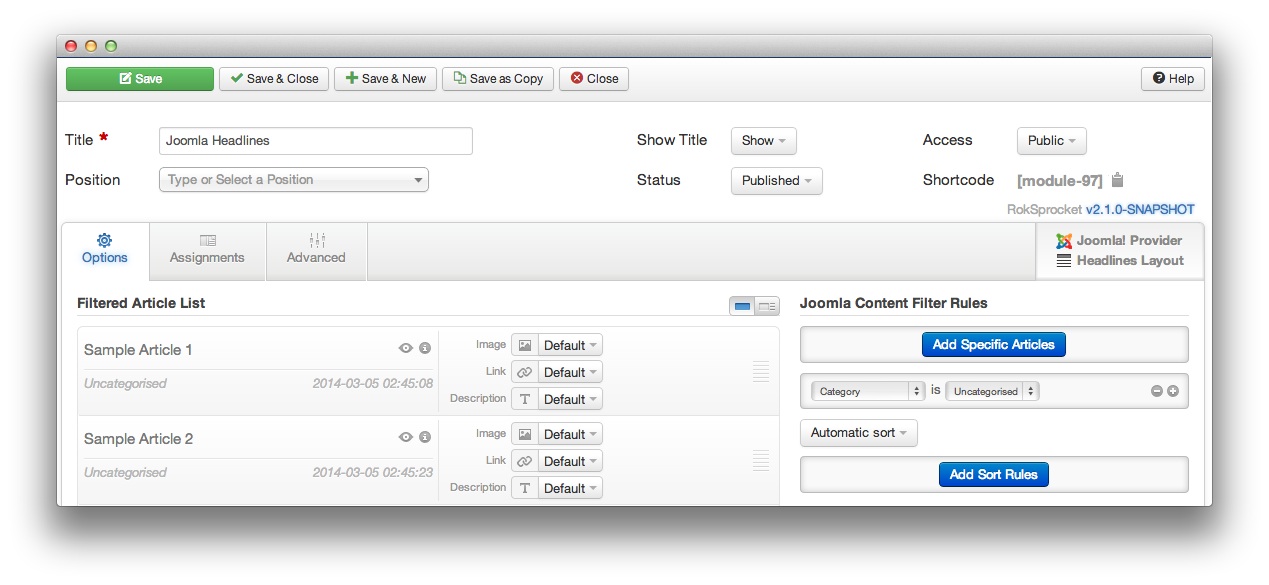 Save Save & Close Save & New Save as Copy Close Help
Title * Joomla Headlines Show Title Show Access Public
Position Type or Select a Position Status Published Shortcode [module-97]
RokSprocket v2.1.0-SNAPSHOT
Options Assignments Advanced
Joomla! Provider
Headlines Layout
Filtered Article List
Sample Article 1
Uncategorised 2014-03-05 02:45:08
Image Default
Link Default
Description T Default
Sample Article 2
Uncategorised 2014-03-05 02:45:23
Image Default
Link Default
Description T Default
Joomla Content Filter Rules
Add Specific Articles
Category is Uncategorised
Automatic sort
Add Sort Rules